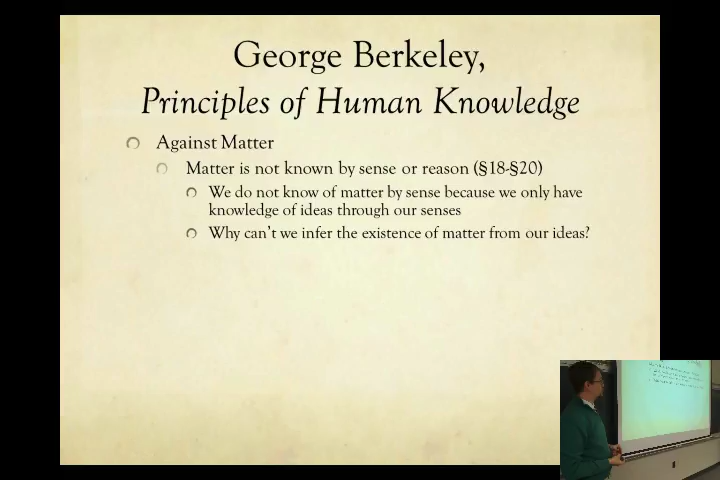 George Berkeley,
Principles of Human Knowledge
Against Matter
Matter is not known by sense or reason (§18-§20)
We do not know of matter by sense because we only have
knowledge of ideas through our senses
Why can't we infer the existence of matter from our ideas?